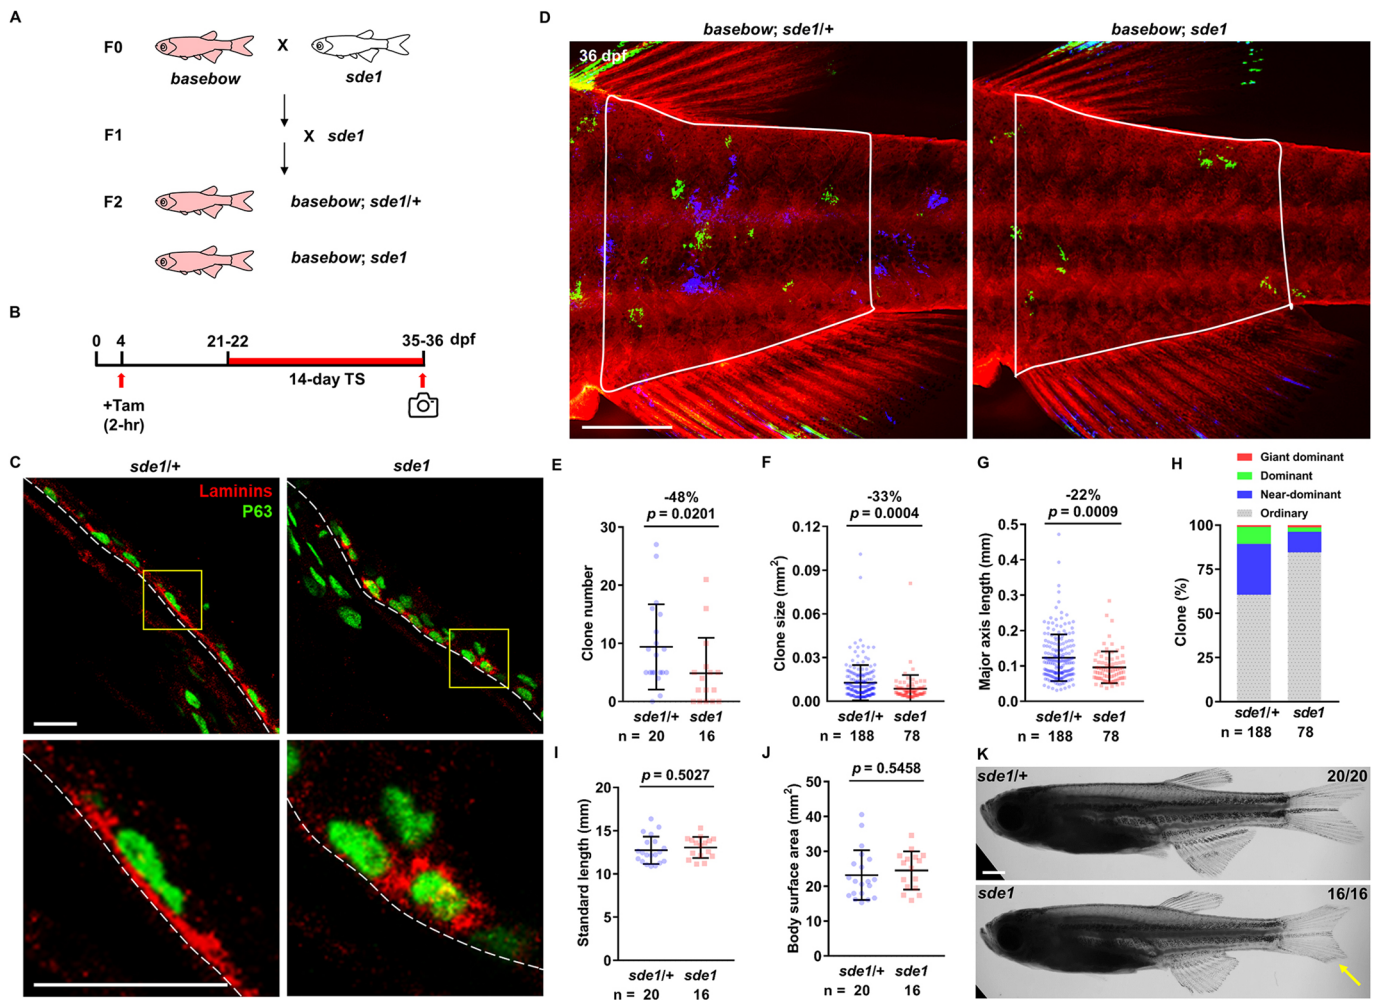 A
F0
X
basebow
sde1
F1
X sde1
F2
basebow; sde1/+
basebow; sde1
B
0
4
21-22
35-36
dpf
14-day TS
+Tam
(2-hr)
C
sde1/+
sde1
Laminins
P63
D
basebow; sde1/+
basebow; sde1
36 dpf
E
-48%
p = 0.0201
Clone number
30
20
10
0
sde1/+
sde1
n = 20
16
F
-33%
p = 0.0004
Clone size (mm²)
0.12
0.09
0.06
0.03
0.00
sde1/+
sde1
n = 188
78
G
-22%
p = 0.0009
Major axis length (mm)
0.5
0.4
0.3
0.2
0.1
0.0
sde1/+
sde1
n = 188
78
H
Giant dominant
Dominant
Near-dominant
Ordinary
Clone (%)
100
75
50
25
0
sde1/+
sde1
n = 188
78
I
p = 0.5027
Standard length (mm)
20
15
10
5
0
sde1/+
sde1
n = 20
16
J
p = 0.5458
Body surface area (mm²)
50
40
30
20
10
0
sde1/+
sde1
n = 20
16
K
sde1/+
20/20
sde1
16/16